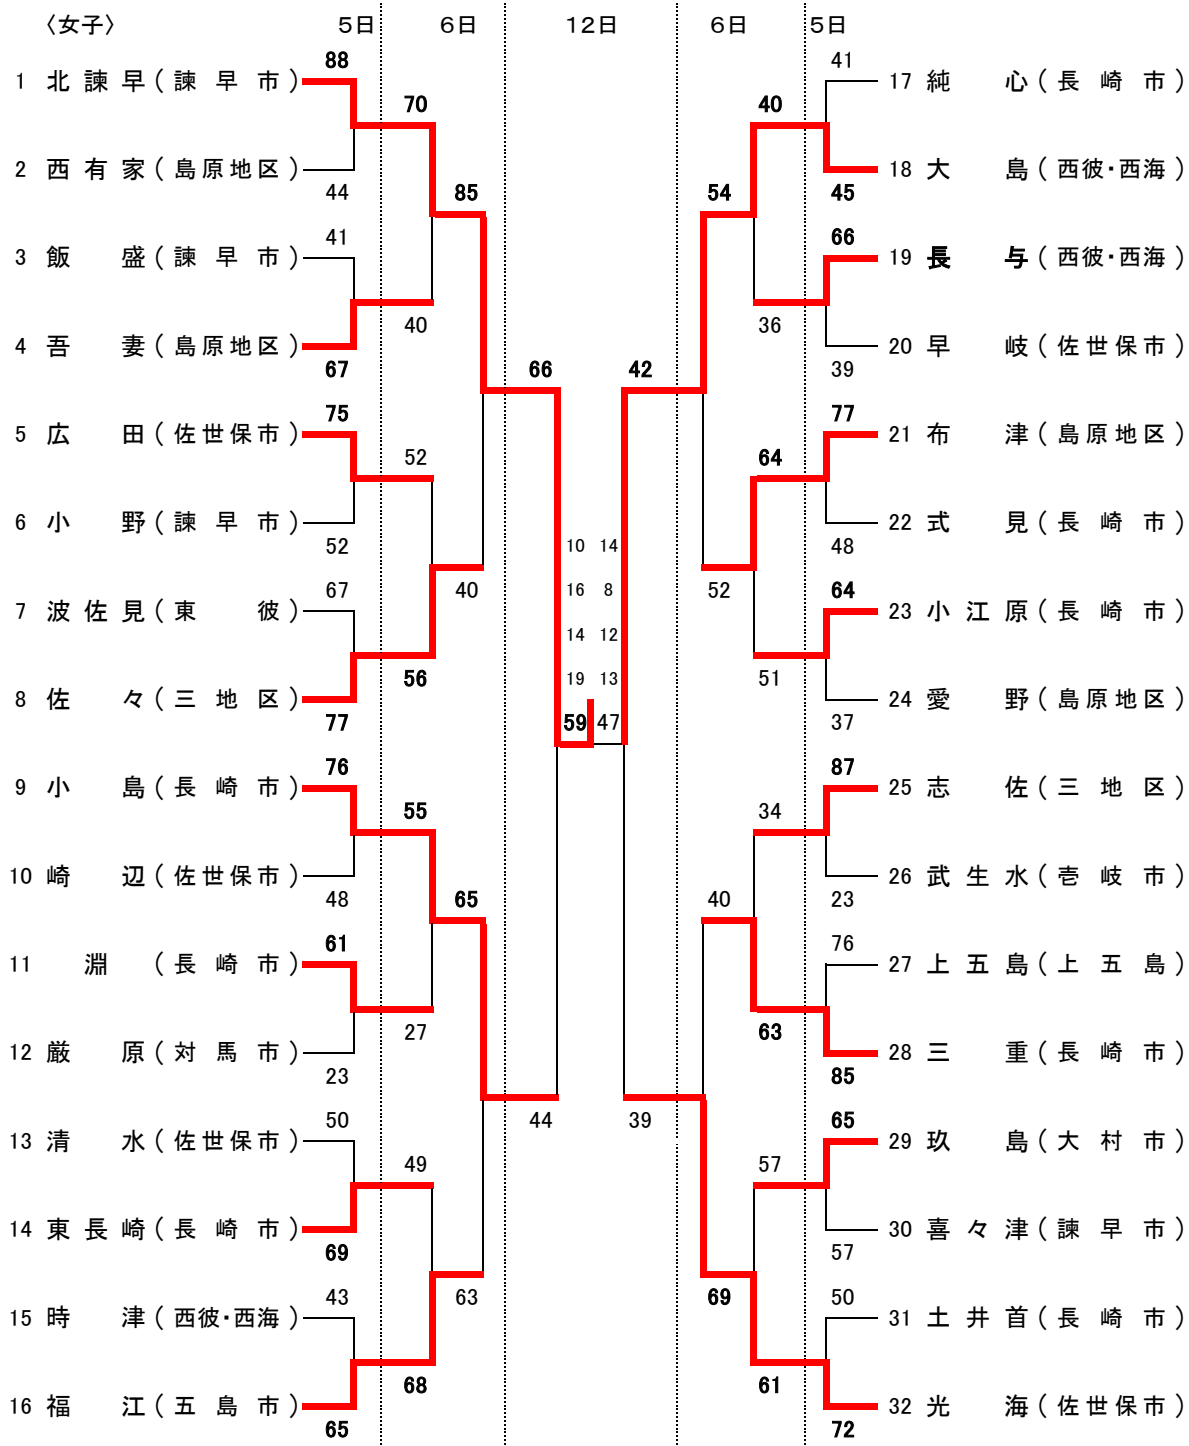 〈女子〉 5日 6日 12日 6日 5日
88 41
1 北諫早(諫早市) 17 純心(長崎市)
70 40
2 西有家(島原地区) 18 大島(西彼・西海)
44 85 54 45
41 66
3 飯盛(諫早市) 19 長与(西彼・西海)
40 36
4 吾妻(島原地区) 20 早岐(佐世保市)
67 66 42 39
75 77
5 広田(佐世保市) 21 布津(島原地区)
52 64
6 小野(諫早市) 22 式見(長崎市)
52 10 14 48
67 40 16 8 52 64
7 波佐見(東彼) 23 小江原(長崎市)
14 12
56 19 13 51
8 佐々(三地区) 24 愛野(島原地区)
77 59 47 37
76 87
9 小島(長崎市) 25 志佐(三地区)
55 34
10 崎辺(佐世保市) 26 武生水(壱岐市)
48 65 40 23
61 76
11 淵(長崎市) 27 上五島(上五島)
27 63
12 厳原(対馬市) 28 三重(長崎市)
23 85
50 44 39 65
13 清水(佐世保市) 29 玖島(大村市)
49 57
14 東長崎(長崎市) 30 喜々津(諫早市)
69 57
43 63 69 50
15 時津(西彼・西海) 31 土井首(長崎市)
68 61
16 福江(五島市) 32 光海(佐世保市)
65 72